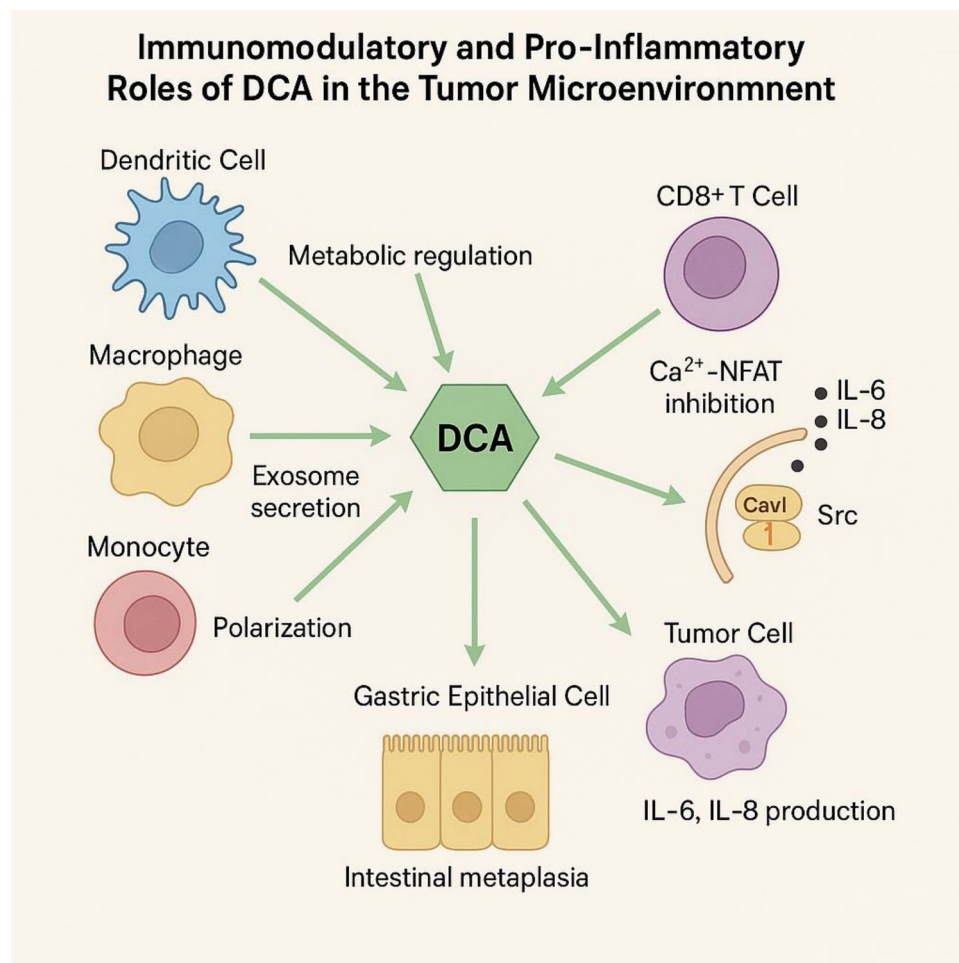 Immunomodulatory and Pro-Inflammatory
Roles of DCA in the Tumor Microenvironmnent
Dendritic Cell
CD8+ T Cell
Metabolic regulation
Macrophage
Ca²⁺-NFAT
inhibition
IL-6
IL-8
DCA
Exosome
secretion
Cavl
1
Src
Monocyte
Polarization
Tumor Cell
Gastric Epithelial Cell
IL-6, IL-8 production
Intestinal metaplasia